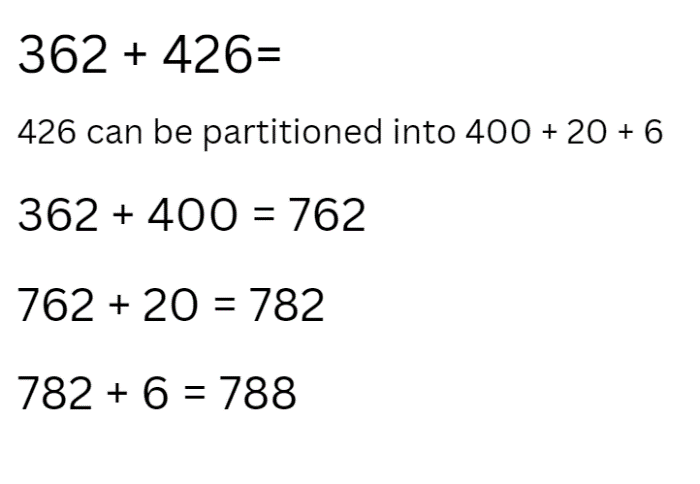 362 + 426=
426 can be partitioned into 400 + 20 + 6
362 + 400 = 762
762 + 20 = 782
782 + 6 = 788